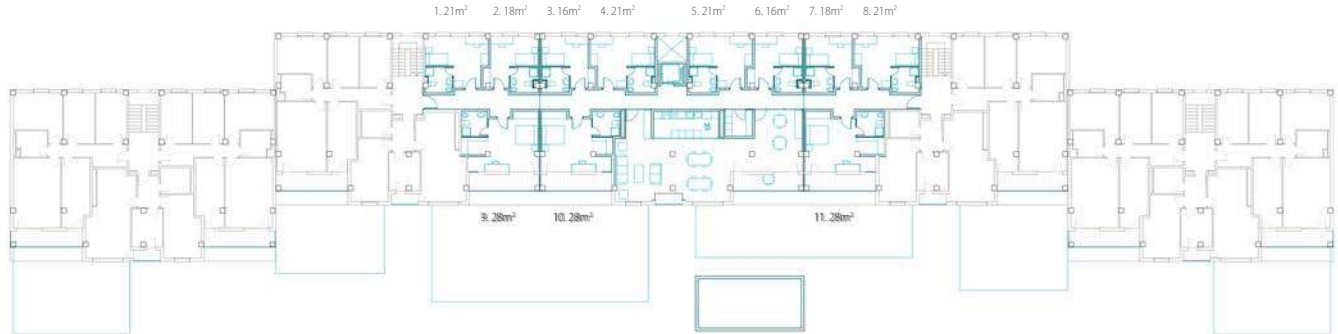 1. 21m² 2. 18m² 3. 16m² 4. 21m² 5. 21m² 6. 16m² 7. 18m² 8. 21m²
9. 28m² 10. 28m² 11. 28m²